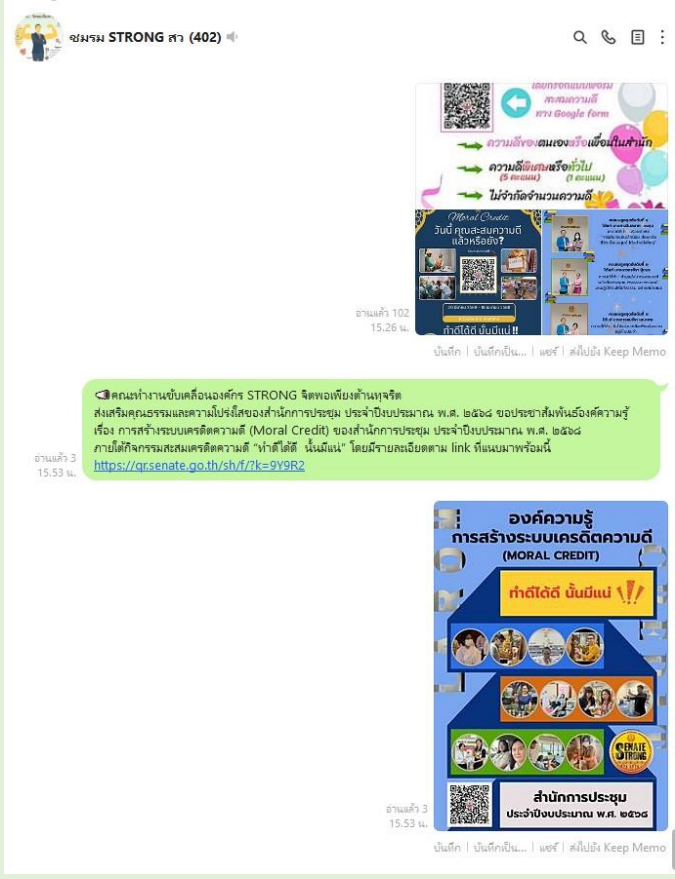 ชมรม STRONG สว (402)
สะสมความดี
ทาง Google form
ความดีของตนเองหรือเพื่อนในสำนัก
ความดีพิเศษหรือทั่วไป
(5 คะแนน) (1 คะแนน)
ไม่จำกัดจำนวนความดี
Moral Credit
วันนี้ คุณสะสมความดี
แล้วหรือยัง?
ทำดีได้ดี นั้นมีแน่ !!
อ่านแล้ว 102
15.26 น.
บันทึก | บันทึกเป็น... | แชร์ | ส่งไปยัง Keep Memo
คณะทำงานขับเคลื่อนองค์กร STRONG จิตพอเพียงต้านทุจริต
ส่งเสริมคุณธรรมและความโปร่งใสของสำนักการประชุม ประจำปีงบประมาณ พ.ศ. ๒๕๖๘ ขอประชาสัมพันธ์องค์ความรู้
เรื่อง การสร้างระบบเครดิตความดี (Moral Credit) ของสำนักการประชุม ประจำปีงบประมาณ พ.ศ. ๒๕๖๘
ภายใต้กิจกรรมสะสมเครดิตความดี "ทำดีได้ดี นั้นมีแน่" โดยมีรายละเอียดตาม link ที่แนบมาพร้อมนี้
https://qr.senate.go.th/sh/f/?k=9Y9R2
อ่านแล้ว 3
15.53 น.
องค์ความรู้
การสร้างระบบเครดิตความดี
(MORAL CREDIT)
ทำดีได้ดี นั้นมีแน่ !!!
SENATE
STRONG
สำนักการประชุม
ประจำปีงบประมาณ พ.ศ. ๒๕๖๘
อ่านแล้ว 3
15.53 น.
บันทึก | บันทึกเป็น... | แชร์ | ส่งไปยัง Keep Memo